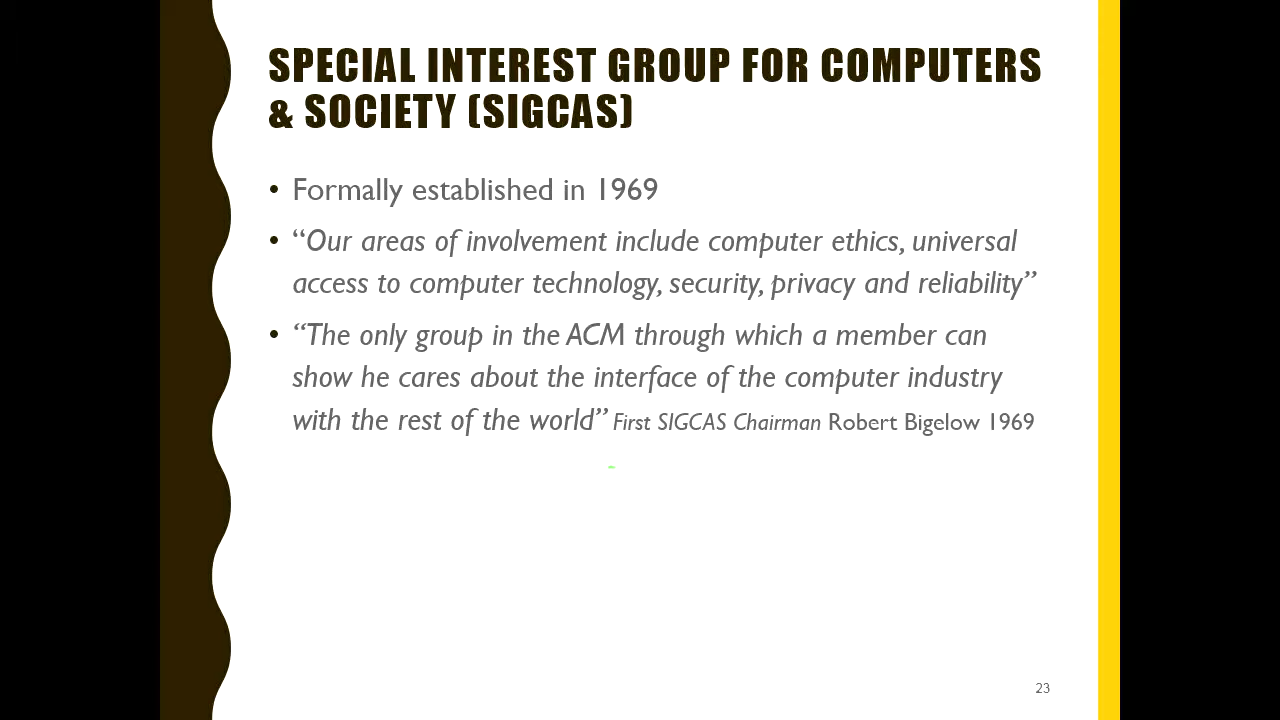 SPECIAL INTEREST GROUP FOR COMPUTERS
& SOCIETY (SIGCAS)
• Formally established in 1969
• “Our areas of involvement include computer ethics, universal
access to computer technology, security, privacy and reliability”
• “The only group in the ACM through which a member can
show he cares about the interface of the computer industry
with the rest of the world” First SIGCAS Chairman Robert Bigelow 1969
23